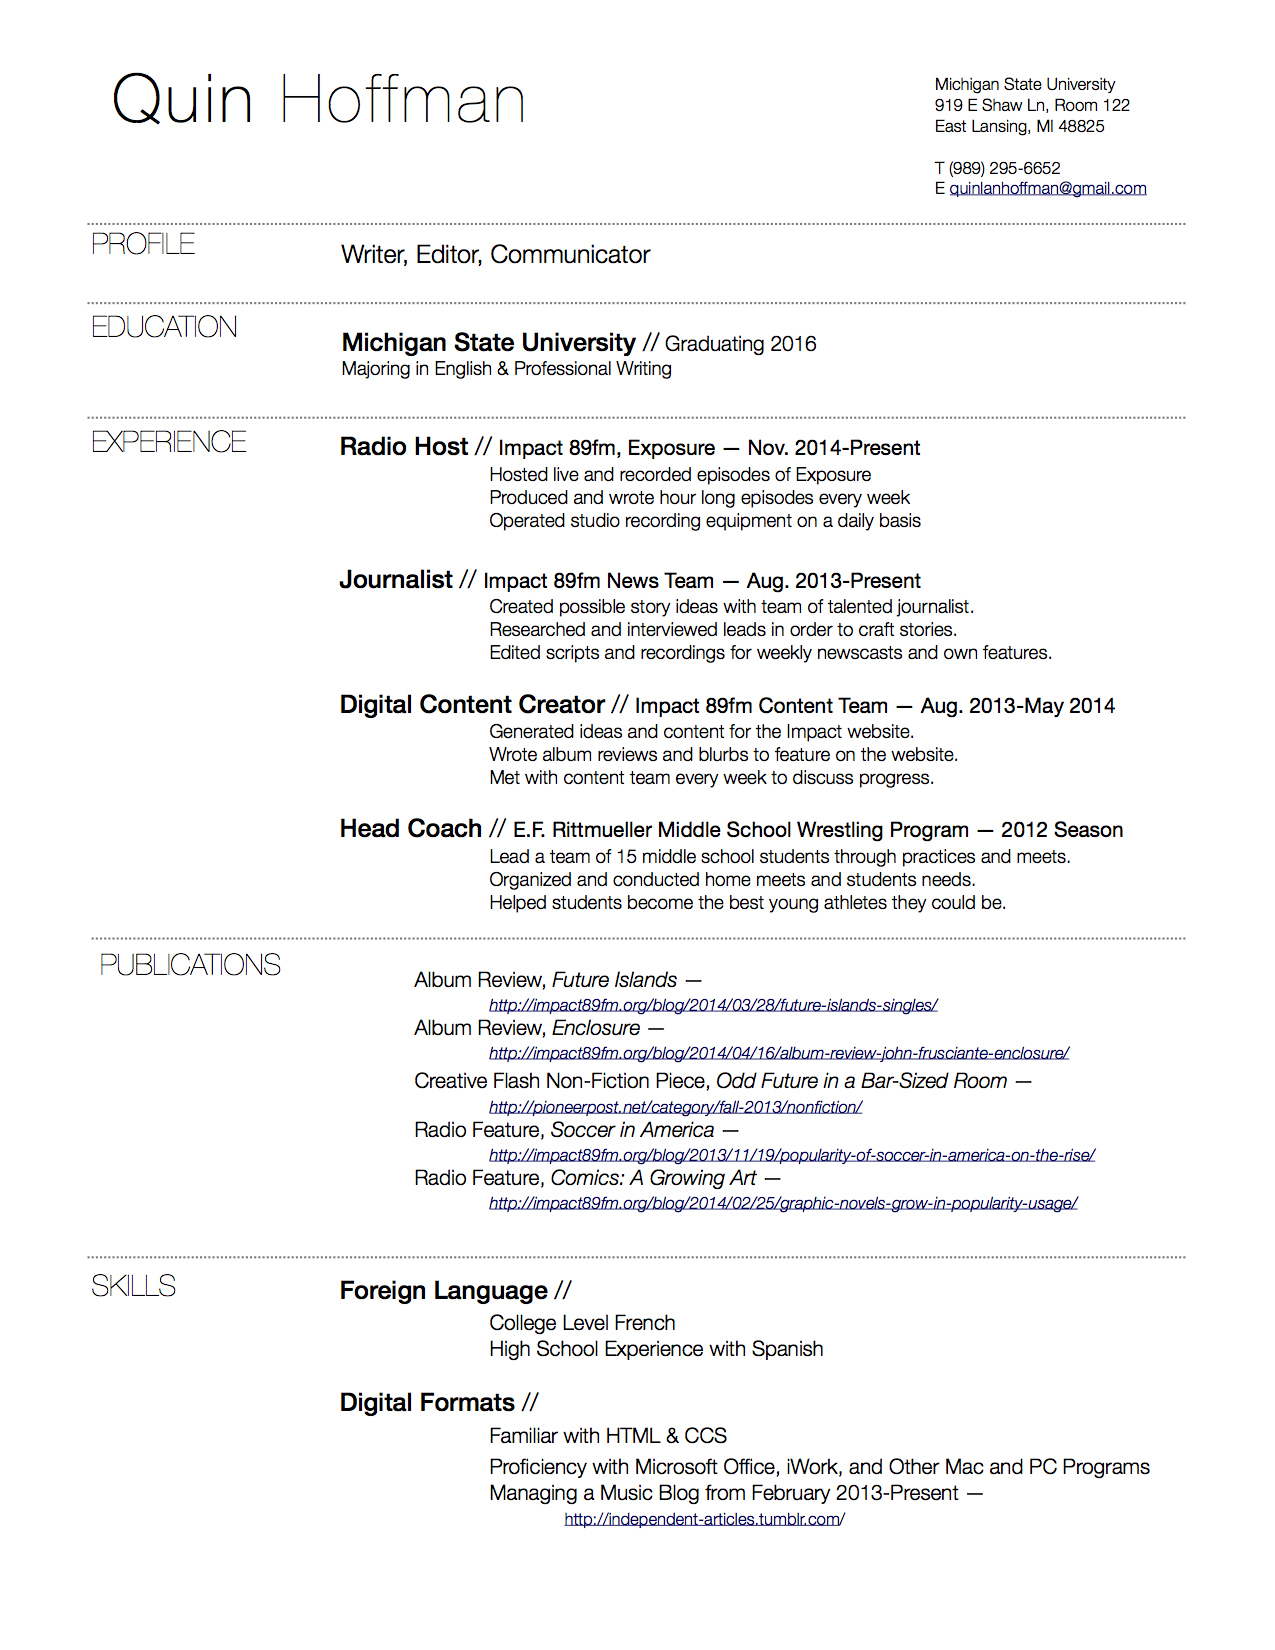 Quin Hoffman
Michigan State University
919 E Shaw Ln, Room 122
East Lansing, MI 48825
T (989) 295-6652
E quinlanhoffman@gmail.com
PROFILE
Writer, Editor, Communicator
EDUCATION
Michigan State University // Graduating 2016
Majoring in English & Professional Writing
EXPERIENCE
Radio Host // Impact 89fm, Exposure — Nov. 2014-Present
Hosted live and recorded episodes of Exposure
Produced and wrote hour long episodes every week
Operated studio recording equipment on a daily basis
Journalist // Impact 89fm News Team — Aug. 2013-Present
Created possible story ideas with team of talented journalist.
Researched and interviewed leads in order to craft stories.
Edited scripts and recordings for weekly newscasts and own features.
Digital Content Creator // Impact 89fm Content Team — Aug. 2013-May 2014
Generated ideas and content for the Impact website.
Wrote album reviews and blurbs to feature on the website.
Met with content team every week to discuss progress.
Head Coach // E.F. Rittmueller Middle School Wrestling Program — 2012 Season
Lead a team of 15 middle school students through practices and meets.
Organized and conducted home meets and students needs.
Helped students become the best young athletes they could be.
PUBLICATIONS
Album Review, Future Islands —
http://impact89fm.org/blog/2014/03/28/future-islands-singles/
Album Review, Enclosure —
http://impact89fm.org/blog/2014/04/16/album-review-john-frusciante-enclosure/
Creative Flash Non-Fiction Piece, Odd Future in a Bar-Sized Room —
http://pioneerpost.net/category/fall-2013/nonfiction/
Radio Feature, Soccer in America —
http://impact89fm.org/blog/2013/11/19/popularity-of-soccer-in-america-on-the-rise/
Radio Feature, Comics: A Growing Art —
http://impact89fm.org/blog/2014/02/25/graphic-novels-grow-in-popularity-usage/
SKILLS
Foreign Language //
College Level French
High School Experience with Spanish
Digital Formats //
Familiar with HTML & CCS
Proficiency with Microsoft Office, iWork, and Other Mac and PC Programs
Managing a Music Blog from February 2013-Present —
http://independent-articles.tumblr.com/